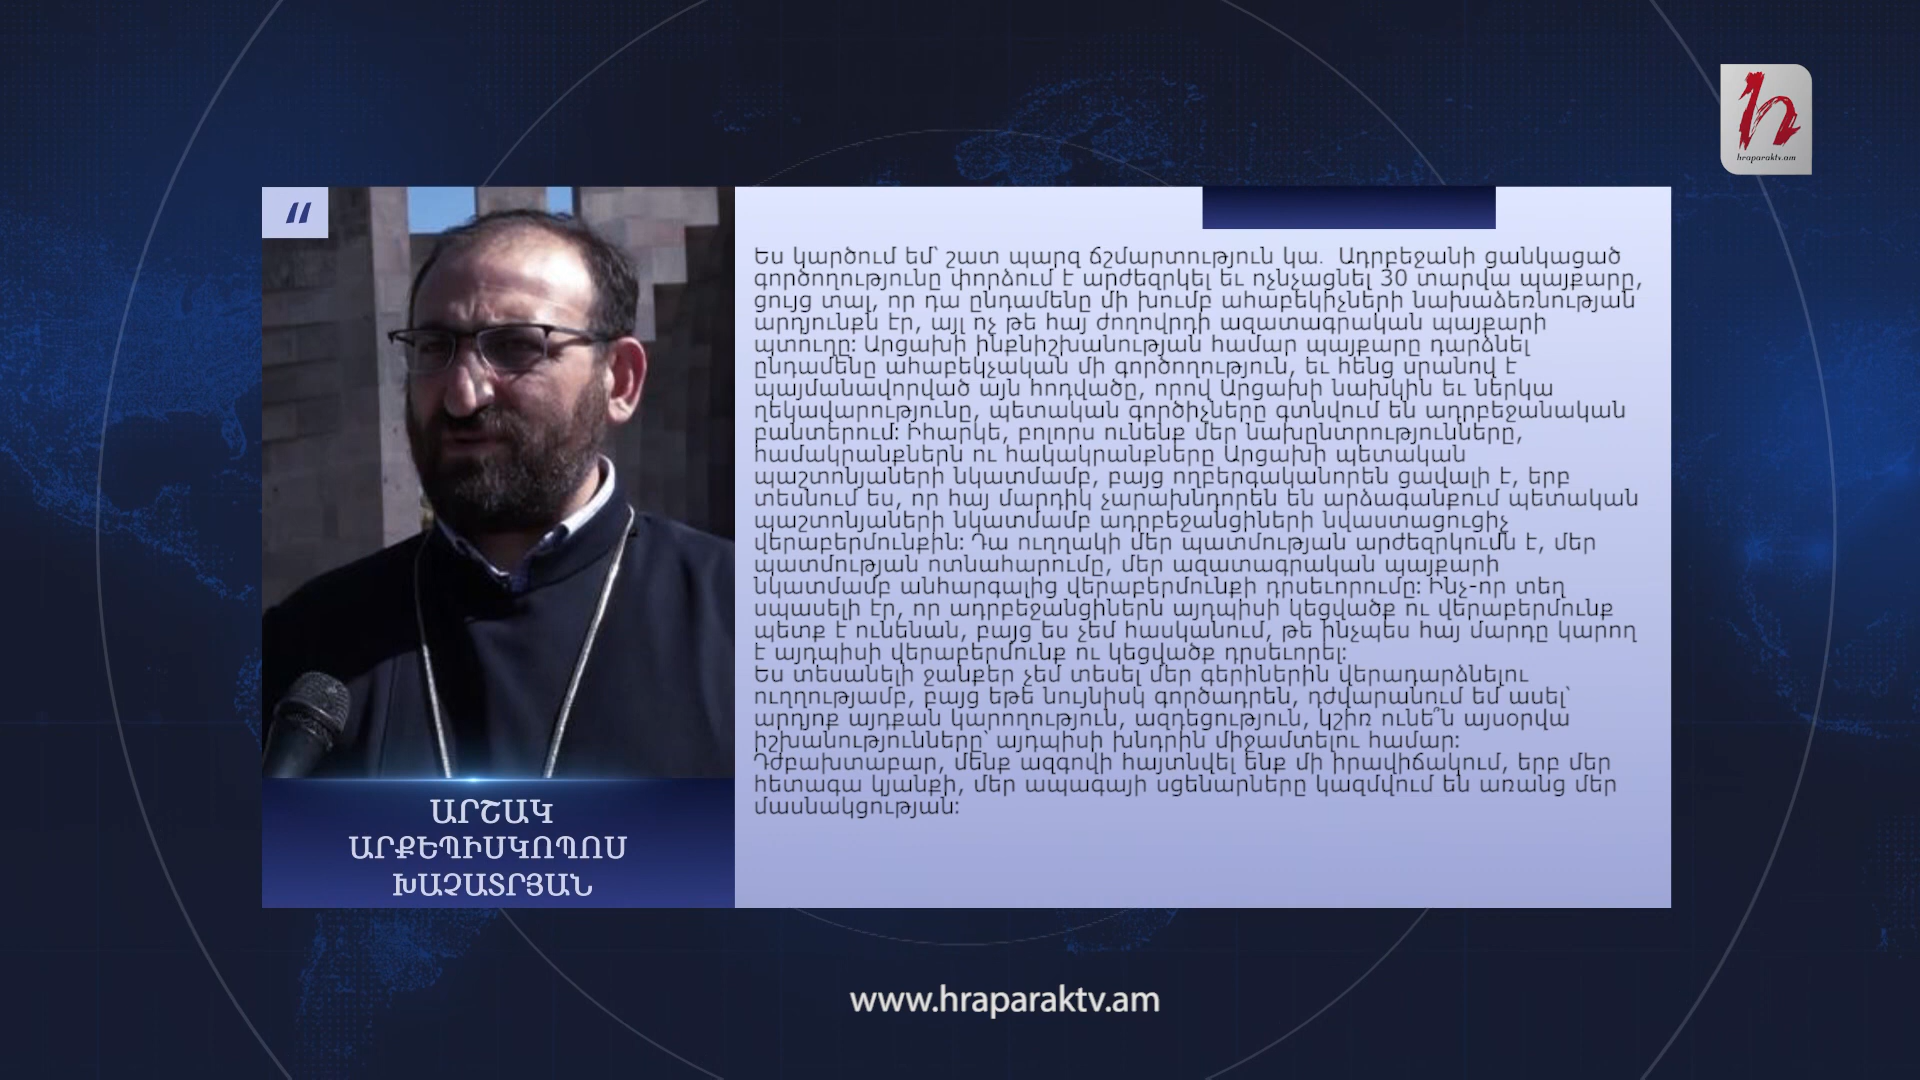 hraparaktv.am
Ես կարծում եմ՝ շատ պարզ ճշմարտություն կա. Ադրբեջանի ցանկացած
գործողությունը փորձում է արժեզրկել եւ ոչնչացնել 30 տարվա պայքարը,
ցույց տալ, որ դա ընդամենը մի խումբ ահաբեկիչների նախաձեռնության
արդյունքն էր, այլ ոչ թե հայ ժողովրդի ազատագրական պայքարի
պտուղը: Արցախի ինքնիշխանության համար պայքարը դարձնել
ընդամենը ահաբեկչական մի գործողություն, եւ հենց սրանով է
պայմանավորված այն հոդվածը, որով Արցախի նախկին եւ ներկա
ղեկավարությունը, պետական գործիչները գտնվում են ադրբեջանական
բանտերում: Իհարկե, բոլորս ունենք մեր նախընտրությունները,
համակրանքներն ու հակակրանքները Արցախի պետական
պաշտոնյաների նկատմամբ, բայց ողբերգականորեն ցավալի է, երբ
տեսնում ես, որ հայ մարդիկ չարախնդորեն են արձագանքում պետական
պաշտոնյաների նկատմամբ ադրբեջանցիների նվաստացուցիչ
վերաբերմունքին: Դա ուղղակի մեր պատմության արժեզրկումն է, մեր
պատմության ոտնահարումը, մեր ազատագրական պայքարի
նկատմամբ անհարգալից վերաբերմունքի դրսեւորումը: Ինչ-որ տեղ
սպասելի էր, որ ադրբեջանցիներն այդպիսի կեցվածք ու վերաբերմունք
պետք է ունենան, բայց ես չեմ հասկանում, թե ինչպես հայ մարդը կարող
է այդպիսի վերաբերմունք ու կեցվածք դրսեւորել:
Ես տեսանելի ջանքեր չեմ տեսել մեր գերիներին վերադարձնելու
ուղղությամբ, բայց եթե նույնիսկ գործադրեն, դժվարանում եմ ասել՝
արդյոք այդքան կարողություն, ազդեցություն, կշիռ ունե՞ն այսօրվա
իշխանությունները՝ այդպիսի խնդրին միջամտելու համար:
Դժբախտաբար, մենք ազգովի հայտնվել ենք մի իրավիճակում, երբ մեր
հետագա կյանքի, մեր ապագայի սցենարները կազմվում են առանց մեր
մասնակցության:
ԱՐՇԱԿ
ԱՐՔԵՊԻՍԿՈՊՈՍ
ԽԱՉԱՏՐՅԱՆ
www.hraparaktv.am